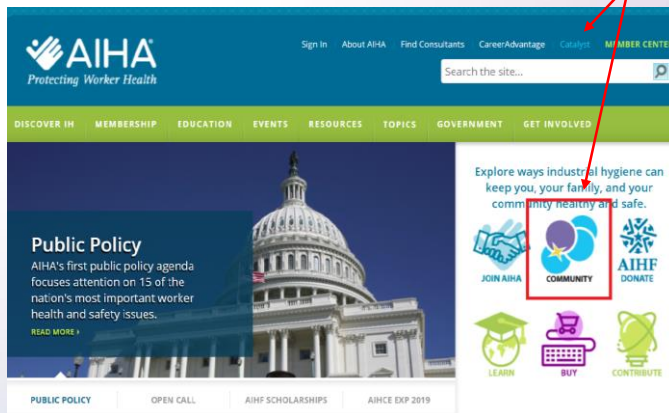 AIHA
Protecting Worker Health
Sign In About AIHA Find Consultants CareerAdvantage Catalyst MEMBER CENTE
Search the site...
DISCOVER IH MEMBERSHIP EDUCATION EVENTS RESOURCES TOPICS GOVERNMENT GET INVOLVED
Public Policy
AIHA's first public policy agenda
focuses attention on 15 of the
nation's most important worker
health and safety issues.
READ MORE ›
Explore ways industrial hygiene can
keep you, your family, and your
community healthy and safe.
JOIN AIHA
COMMUNITY
AIHF
DONATE
LEARN
BUY
CONTRIBUTE
PUBLIC POLICY OPEN CALL AIHF SCHOLARSHIPS AIHCE EXP 2019